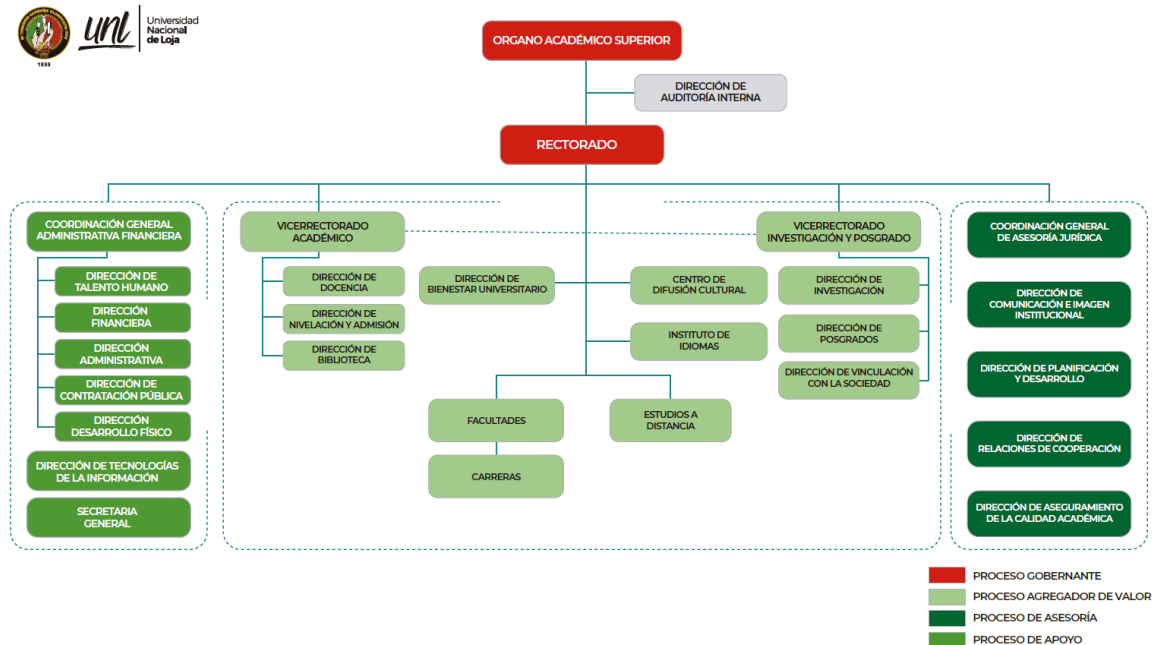 unl
Universidad
Nacional
de Loja
1859
ORGANO ACADÉMICO SUPERIOR
DIRECCIÓN DE
AUDITORÍA INTERNA
RECTORADO
COORDINACIÓN GENERAL
ADMINISTRATIVA FINANCIERA
DIRECCIÓN DE
TALENTO HUMANO
DIRECCIÓN
FINANCIERA
DIRECCIÓN
ADMINISTRATIVA
DIRECCIÓN DE
CONTRATACIÓN PÚBLICA
DIRECCIÓN
DESARROLLO FÍSICO
DIRECCIÓN DE TECNOLOGÍAS
DE LA INFORMACIÓN
SECRETARIA
GENERAL
VICERRECTORADO
ACADÉMICO
DIRECCIÓN DE
DOCENCIA
DIRECCIÓN DE
NIVELACIÓN Y ADMISIÓN
DIRECCIÓN DE
BIBLIOTECA
DIRECCIÓN DE
BIENESTAR UNIVERSITARIO
CENTRO DE
DIFUSIÓN CULTURAL
INSTITUTO DE
IDIOMAS
FACULTADES
CARRERAS
ESTUDIOS A
DISTANCIA
VICERRECTORADO
INVESTIGACIÓN Y POSGRADO
DIRECCIÓN DE
INVESTIGACIÓN
DIRECCIÓN DE
POSGRADOS
DIRECCIÓN DE VINCULACIÓN
CON LA SOCIEDAD
COORDINACIÓN GENERAL
DE ASESORÍA JURÍDICA
DIRECCIÓN DE
COMUNICACIÓN E IMAGEN
INSTITUCIONAL
DIRECCIÓN DE PLANIFICACIÓN
Y DESARROLLO
DIRECCIÓN DE
RELACIONES DE COOPERACIÓN
DIRECCIÓN DE ASEGURAMIENTO
DE LA CALIDAD ACADÉMICA
PROCESO GOBERNANTE
PROCESO AGREGADOR DE VALOR
PROCESO DE ASESORÍA
PROCESO DE APOYO